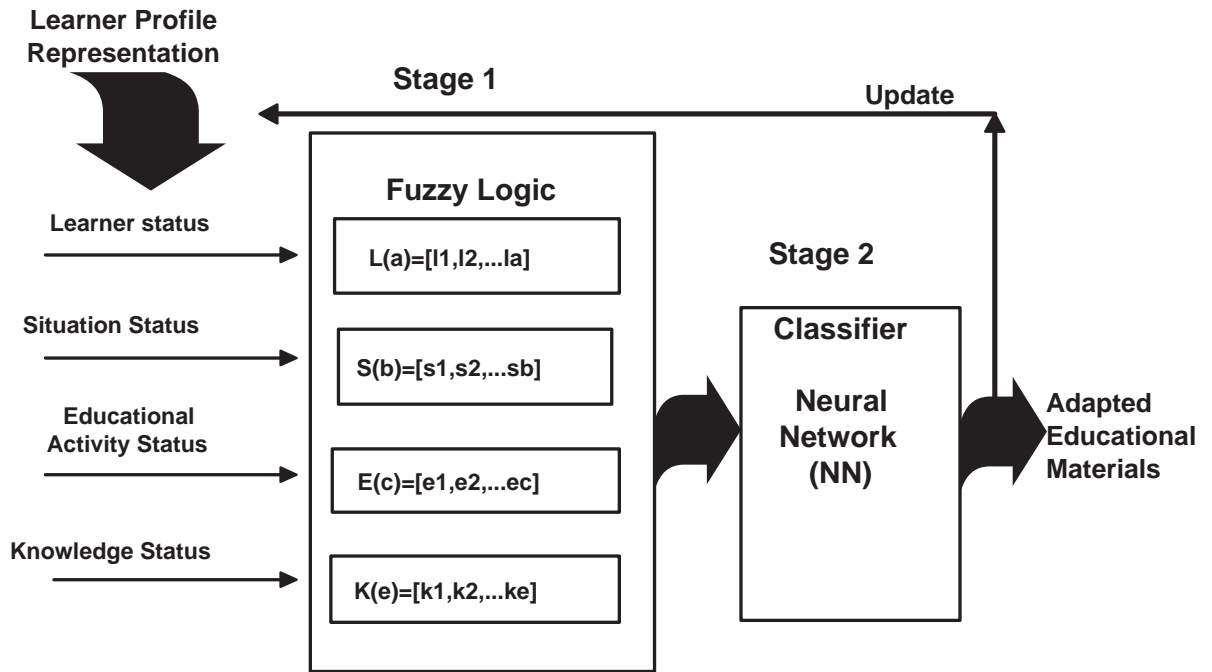 Learner Profile
Representation
Stage 1
Update
Fuzzy Logic
Learner status
L(a)=[l1,l2,...la]
Stage 2
Situation Status
S(b)=[s1,s2,...sb]
Classifier
Neural
Network
(NN)
Educational
Activity Status
E(c)=[e1,e2,...ec]
Adapted
Educational
Materials
Knowledge Status
K(e)=[k1,k2,...ke]